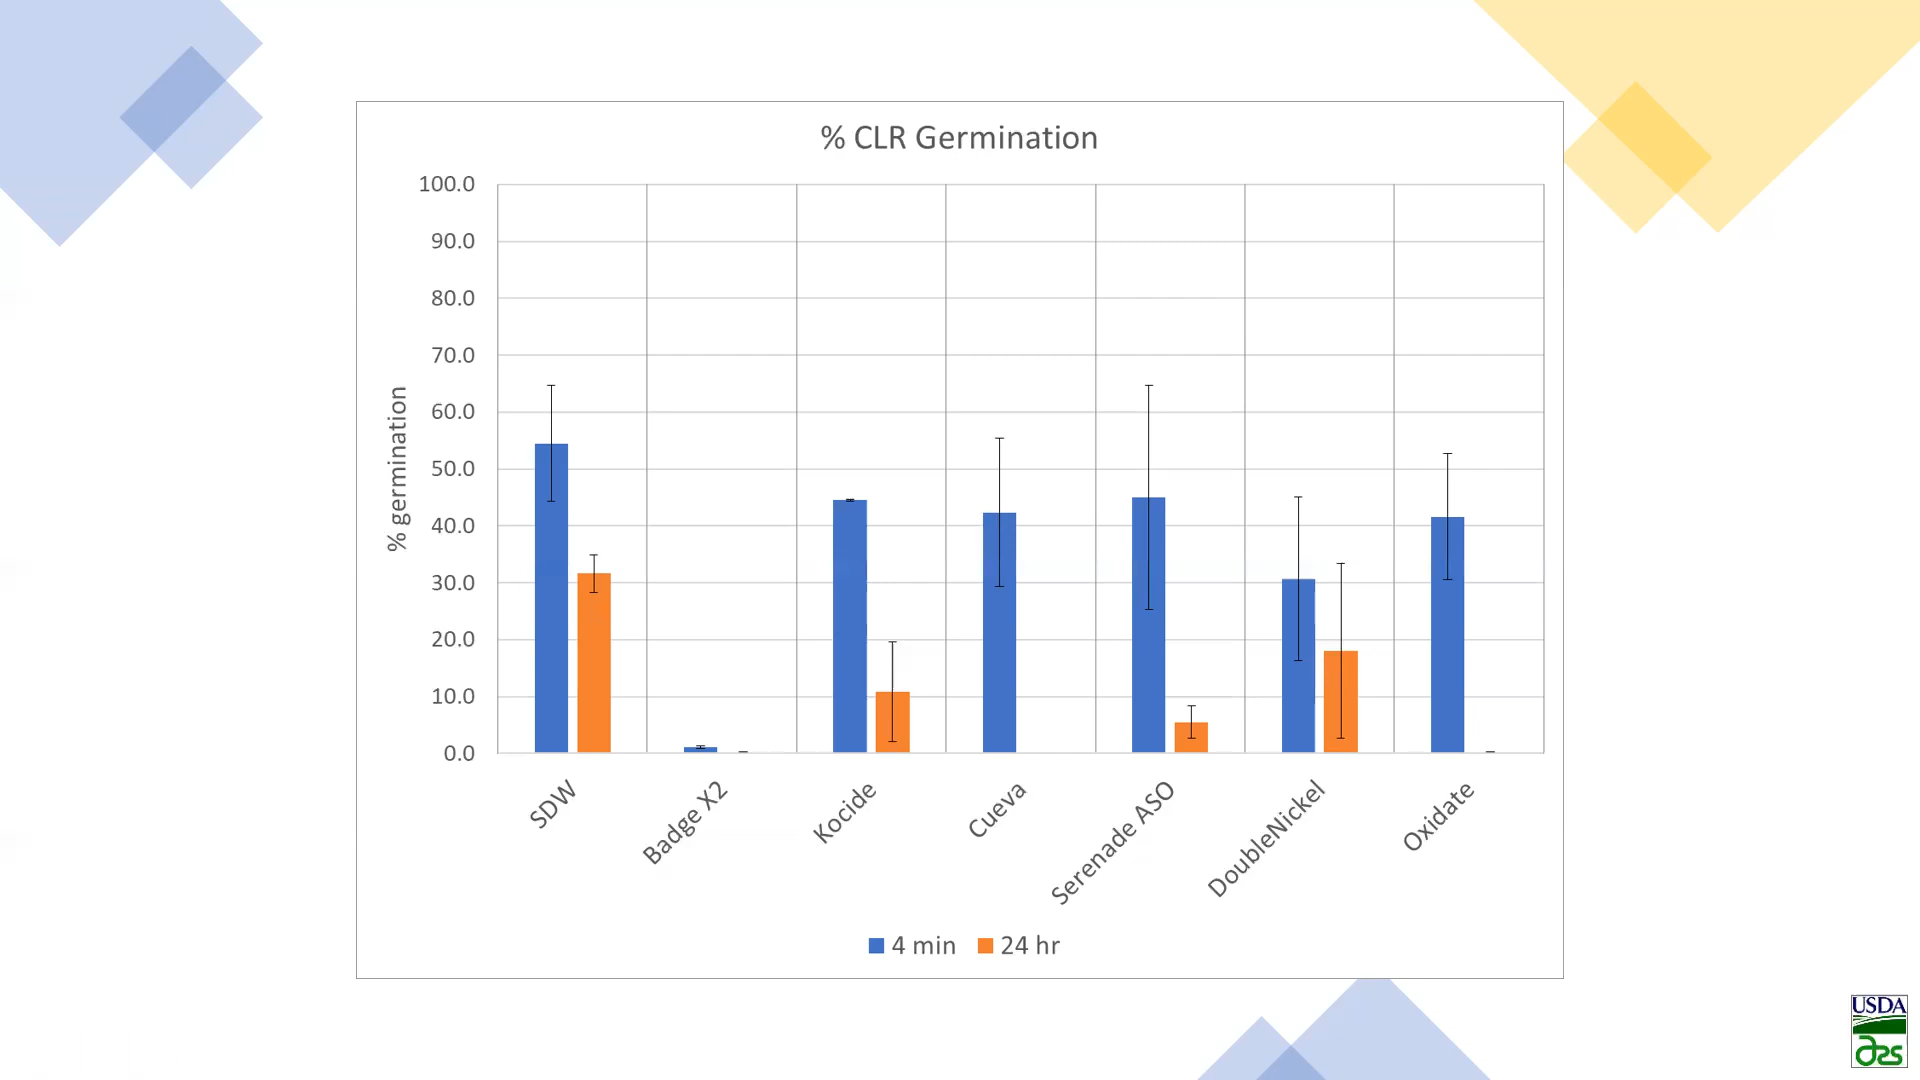 % CLR Germination
% germination
100.0
90.0
80.0
70.0
60.0
50.0
40.0
30.0
20.0
10.0
0.0
SDW
Badge X2
Kocide
Cueva
Serenade ASO
DoubleNickel
Oxidate
4 min
24 hr
USDA
ars